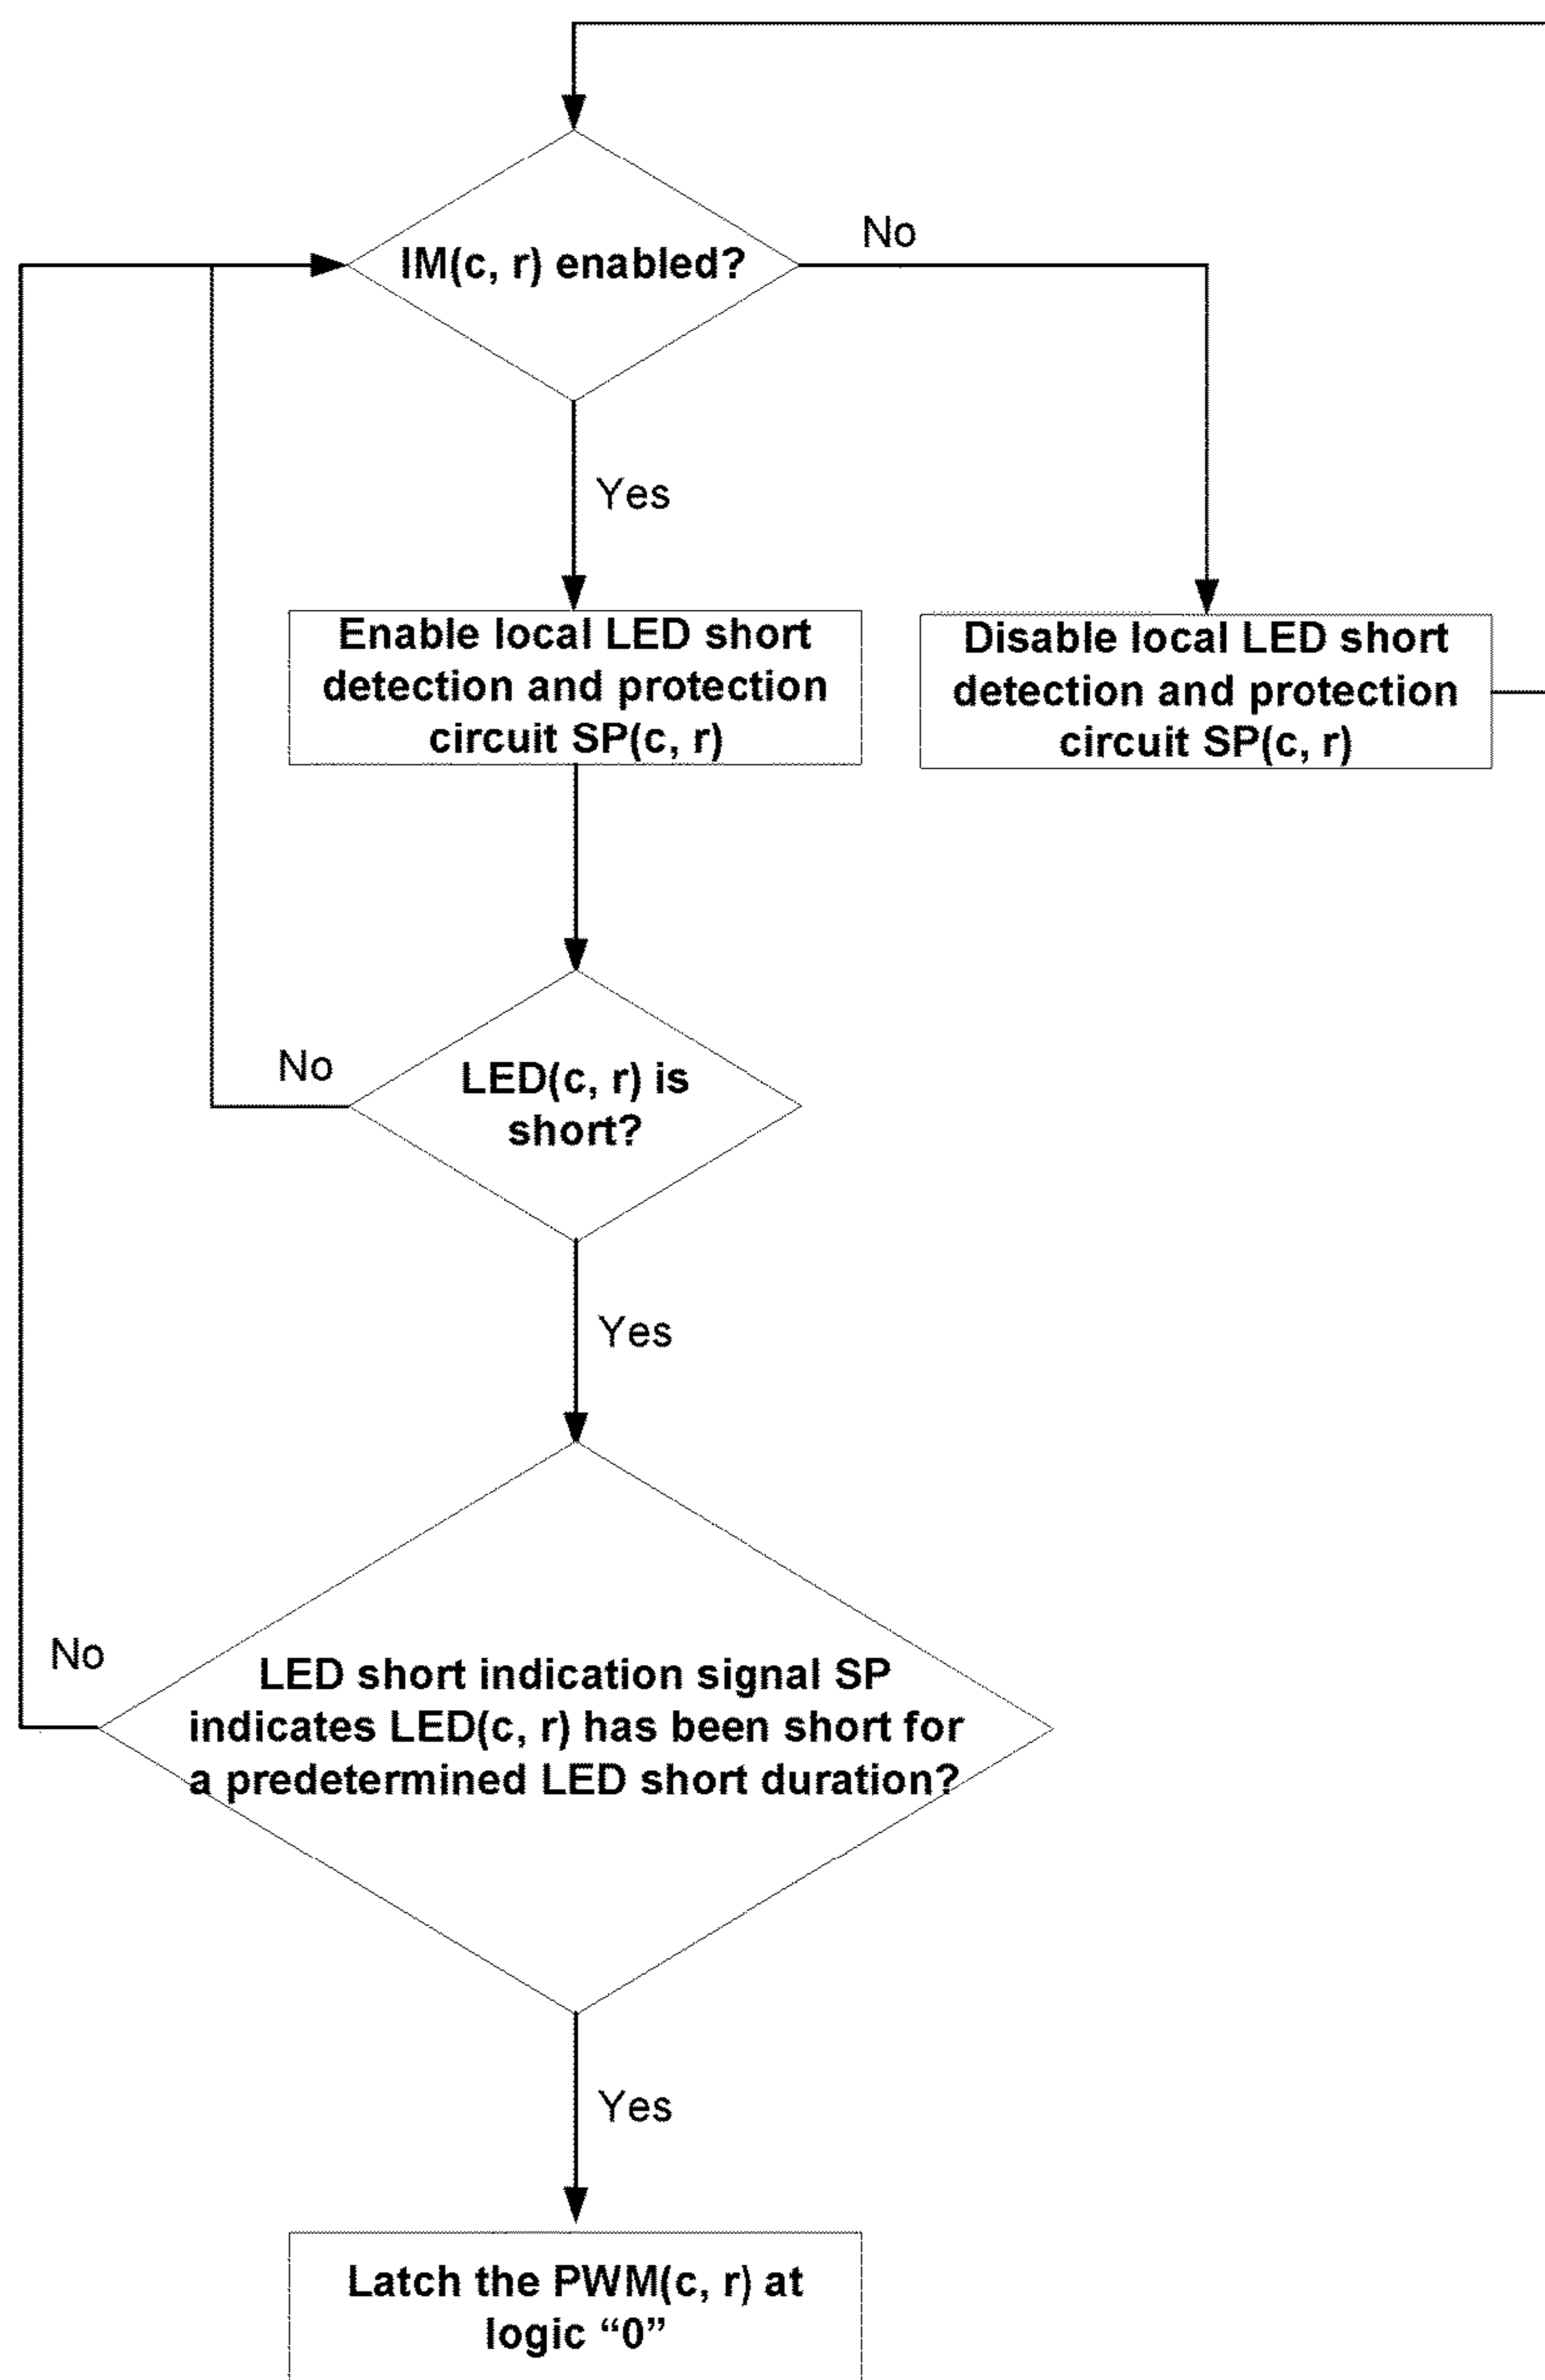 IM(c, r) enabled?
No
Yes
Enable local LED short
detection and protection
circuit SP(c, r)
Disable local LED short
detection and protection
circuit SP(c, r)
No
LED(c, r) is
short?
Yes
No
LED short indication signal SP
indicates LED(c, r) has been short for
a predetermined LED short duration?
Yes
Latch the PWM(c, r) at
logic “0”